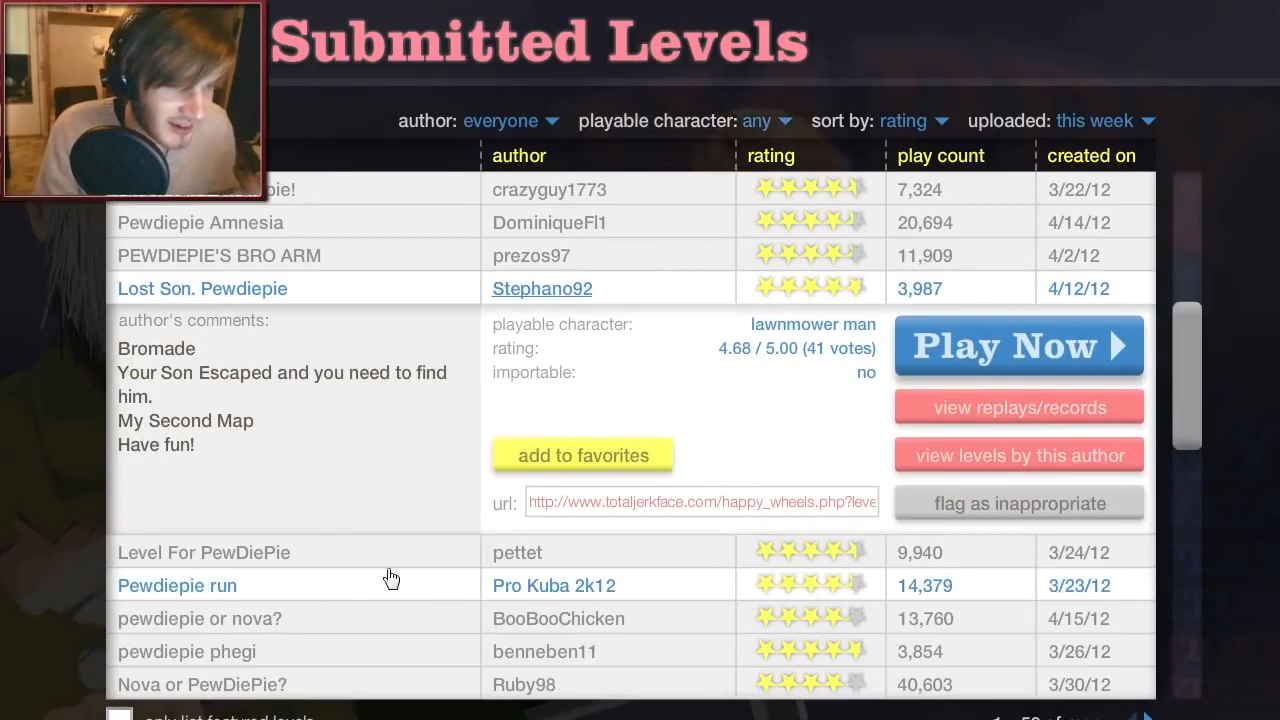 Submitted Levels
author: everyone playable character: any sort by: rating uploaded: this week
author rating play count created on
pie! crazyguy1773 7,324 3/22/12
Pewdiepie Amnesia DominiqueFl1 20,694 4/14/12
PEWDIEPIE'S BRO ARM prezos97 11,909 4/2/12
Lost Son. Pewdiepie Stephano92 3,987 4/12/12
author's comments:
Bromade
Your Son Escaped and you need to find
him.
My Second Map
Have fun!
playable character: lawnmower man
rating: 4.68 / 5.00 (41 votes)
importable: no
add to favorites
url: http://www.totaljerkface.com/happy_wheels.php?leve
Play Now
view replays/records
view levels by this author
flag as inappropriate
Level For PewDiePie pettet 9,940 3/24/12
Pewdiepie run Pro Kuba 2k12 14,379 3/23/12
pewdiepie or nova? BooBooChicken 13,760 4/15/12
pewdiepie phegi benneben11 3,854 3/26/12
Nova or PewDiePie? Ruby98 40,603 3/30/12
only list featured levels